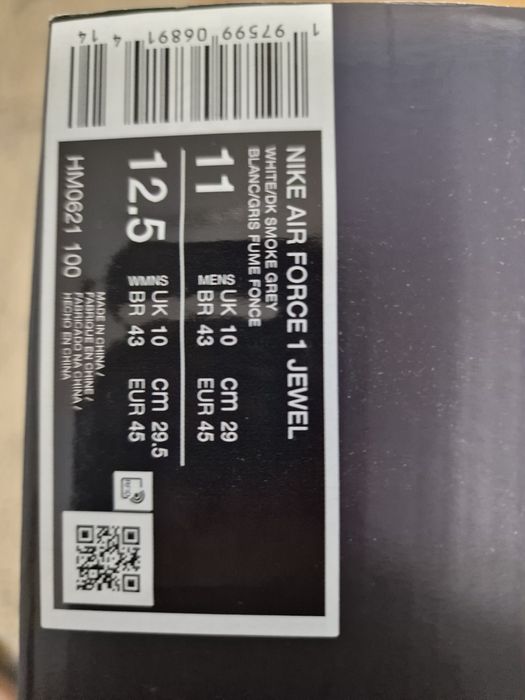 NIKE AIR FORCE 1 JEWEL
WHITE/DK SMOKE GREY
BLANC/GRIS FUME FONCE
11
MENS
UK 10 cm 29
BR 43 EUR 45
12.5
WMNS
UK 10 cm 29.5
BR 43 EUR 45
HM0621 100
MADE IN CHINA /
FABRIQUE EN CHINE /
FABRICADO NA CHINA /
HECHO EN CHINA
1 97599 06891 4
14